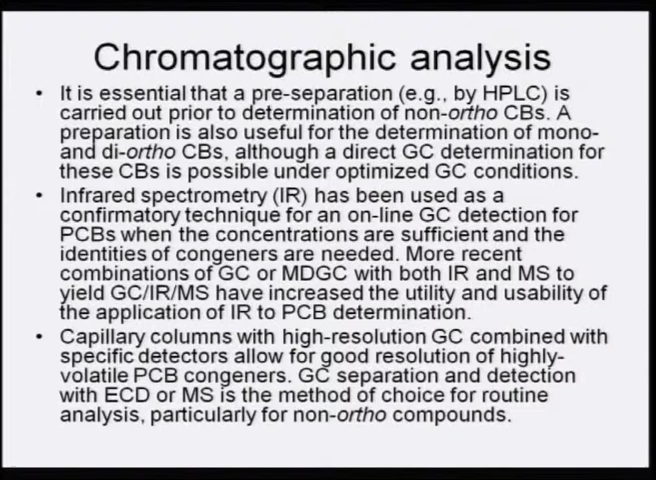 Chromatographic analysis
• It is essential that a pre-separation (e.g., by HPLC) is
carried out prior to determination of non-ortho CBs. A
preparation is also useful for the determination of mono-
and di-ortho CBs, although a direct GC determination for
these CBs is possible under optimized GC conditions.
• Infrared spectrometry (IR) has been used as a
confirmatory technique for an on-line GC detection for
PCBs when the concentrations are sufficient and the
identities of congeners are needed. More recent
combinations of GC or MDGC with both IR and MS to
yield GC/IR/MS have increased the utility and usability of
the application of IR to PCB determination.
• Capillary columns with high-resolution GC combined with
specific detectors allow for good resolution of highly-
volatile PCB congeners. GC separation and detection
with ECD or MS is the method of choice for routine
analysis, particularly for non-ortho compounds.